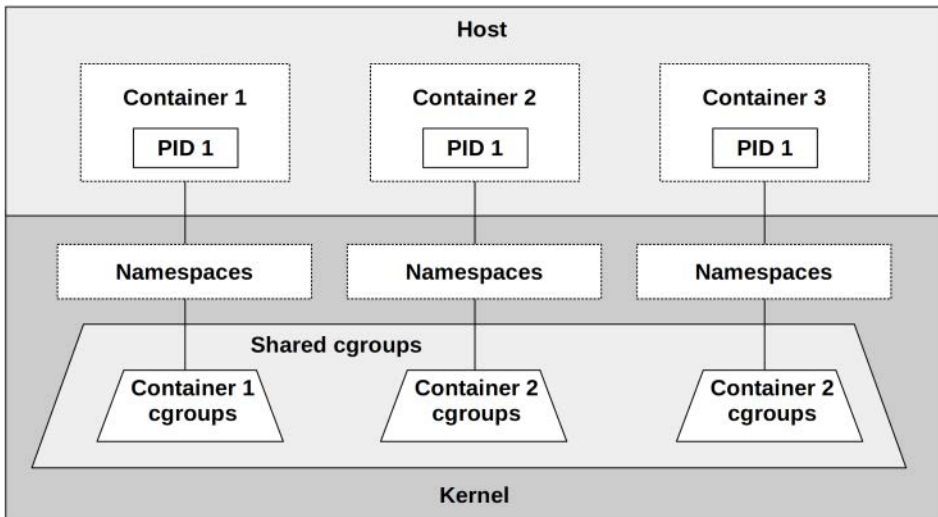 Host
Container 1
Container 2
Container 3
PID 1
PID 1
PID 1
Namespaces
Namespaces
Namespaces
Shared cgroups
Container 1
cgroups
Container 2
cgroups
Container 2
cgroups
Kernel